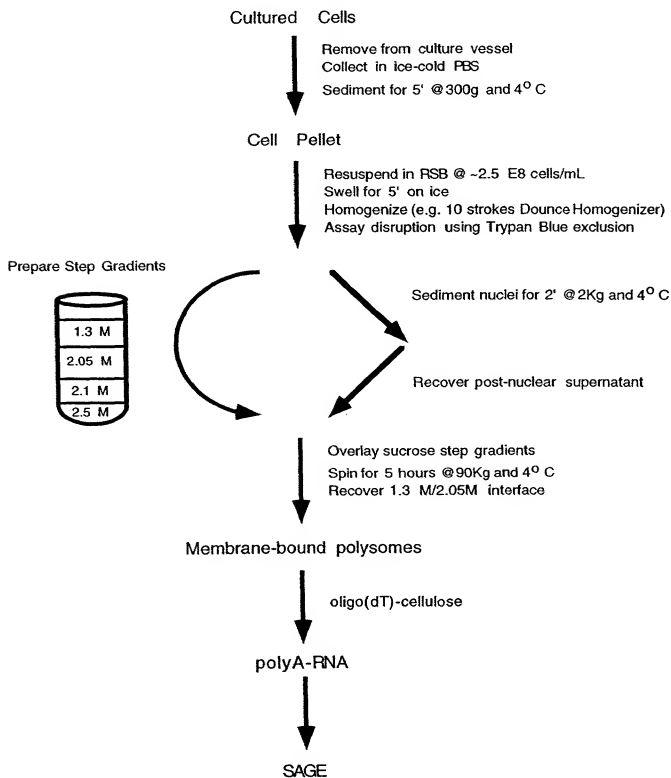 Cultured Cells
Remove from culture vessel
Collect in ice-cold PBS
Sediment for 5' @300g and 4° C
Cell Pellet
Resuspend in RSB @ ~2.5 E8 cells/mL
Swell for 5' on ice
Homogenize (e.g. 10 strokes Dounce Homogenizer)
Assay disruption using Trypan Blue exclusion
Prepare Step Gradients
1.3 M
2.05 M
2.1 M
2.5 M
Sediment nuclei for 2' @2Kg and 4° C
Recover post-nuclear supernatant
Overlay sucrose step gradients
Spin for 5 hours @90Kg and 4° C
Recover 1.3 M/2.05M interface
Membrane-bound polysomes
oligo(dT)-cellulose
polyA-RNA
SAGE